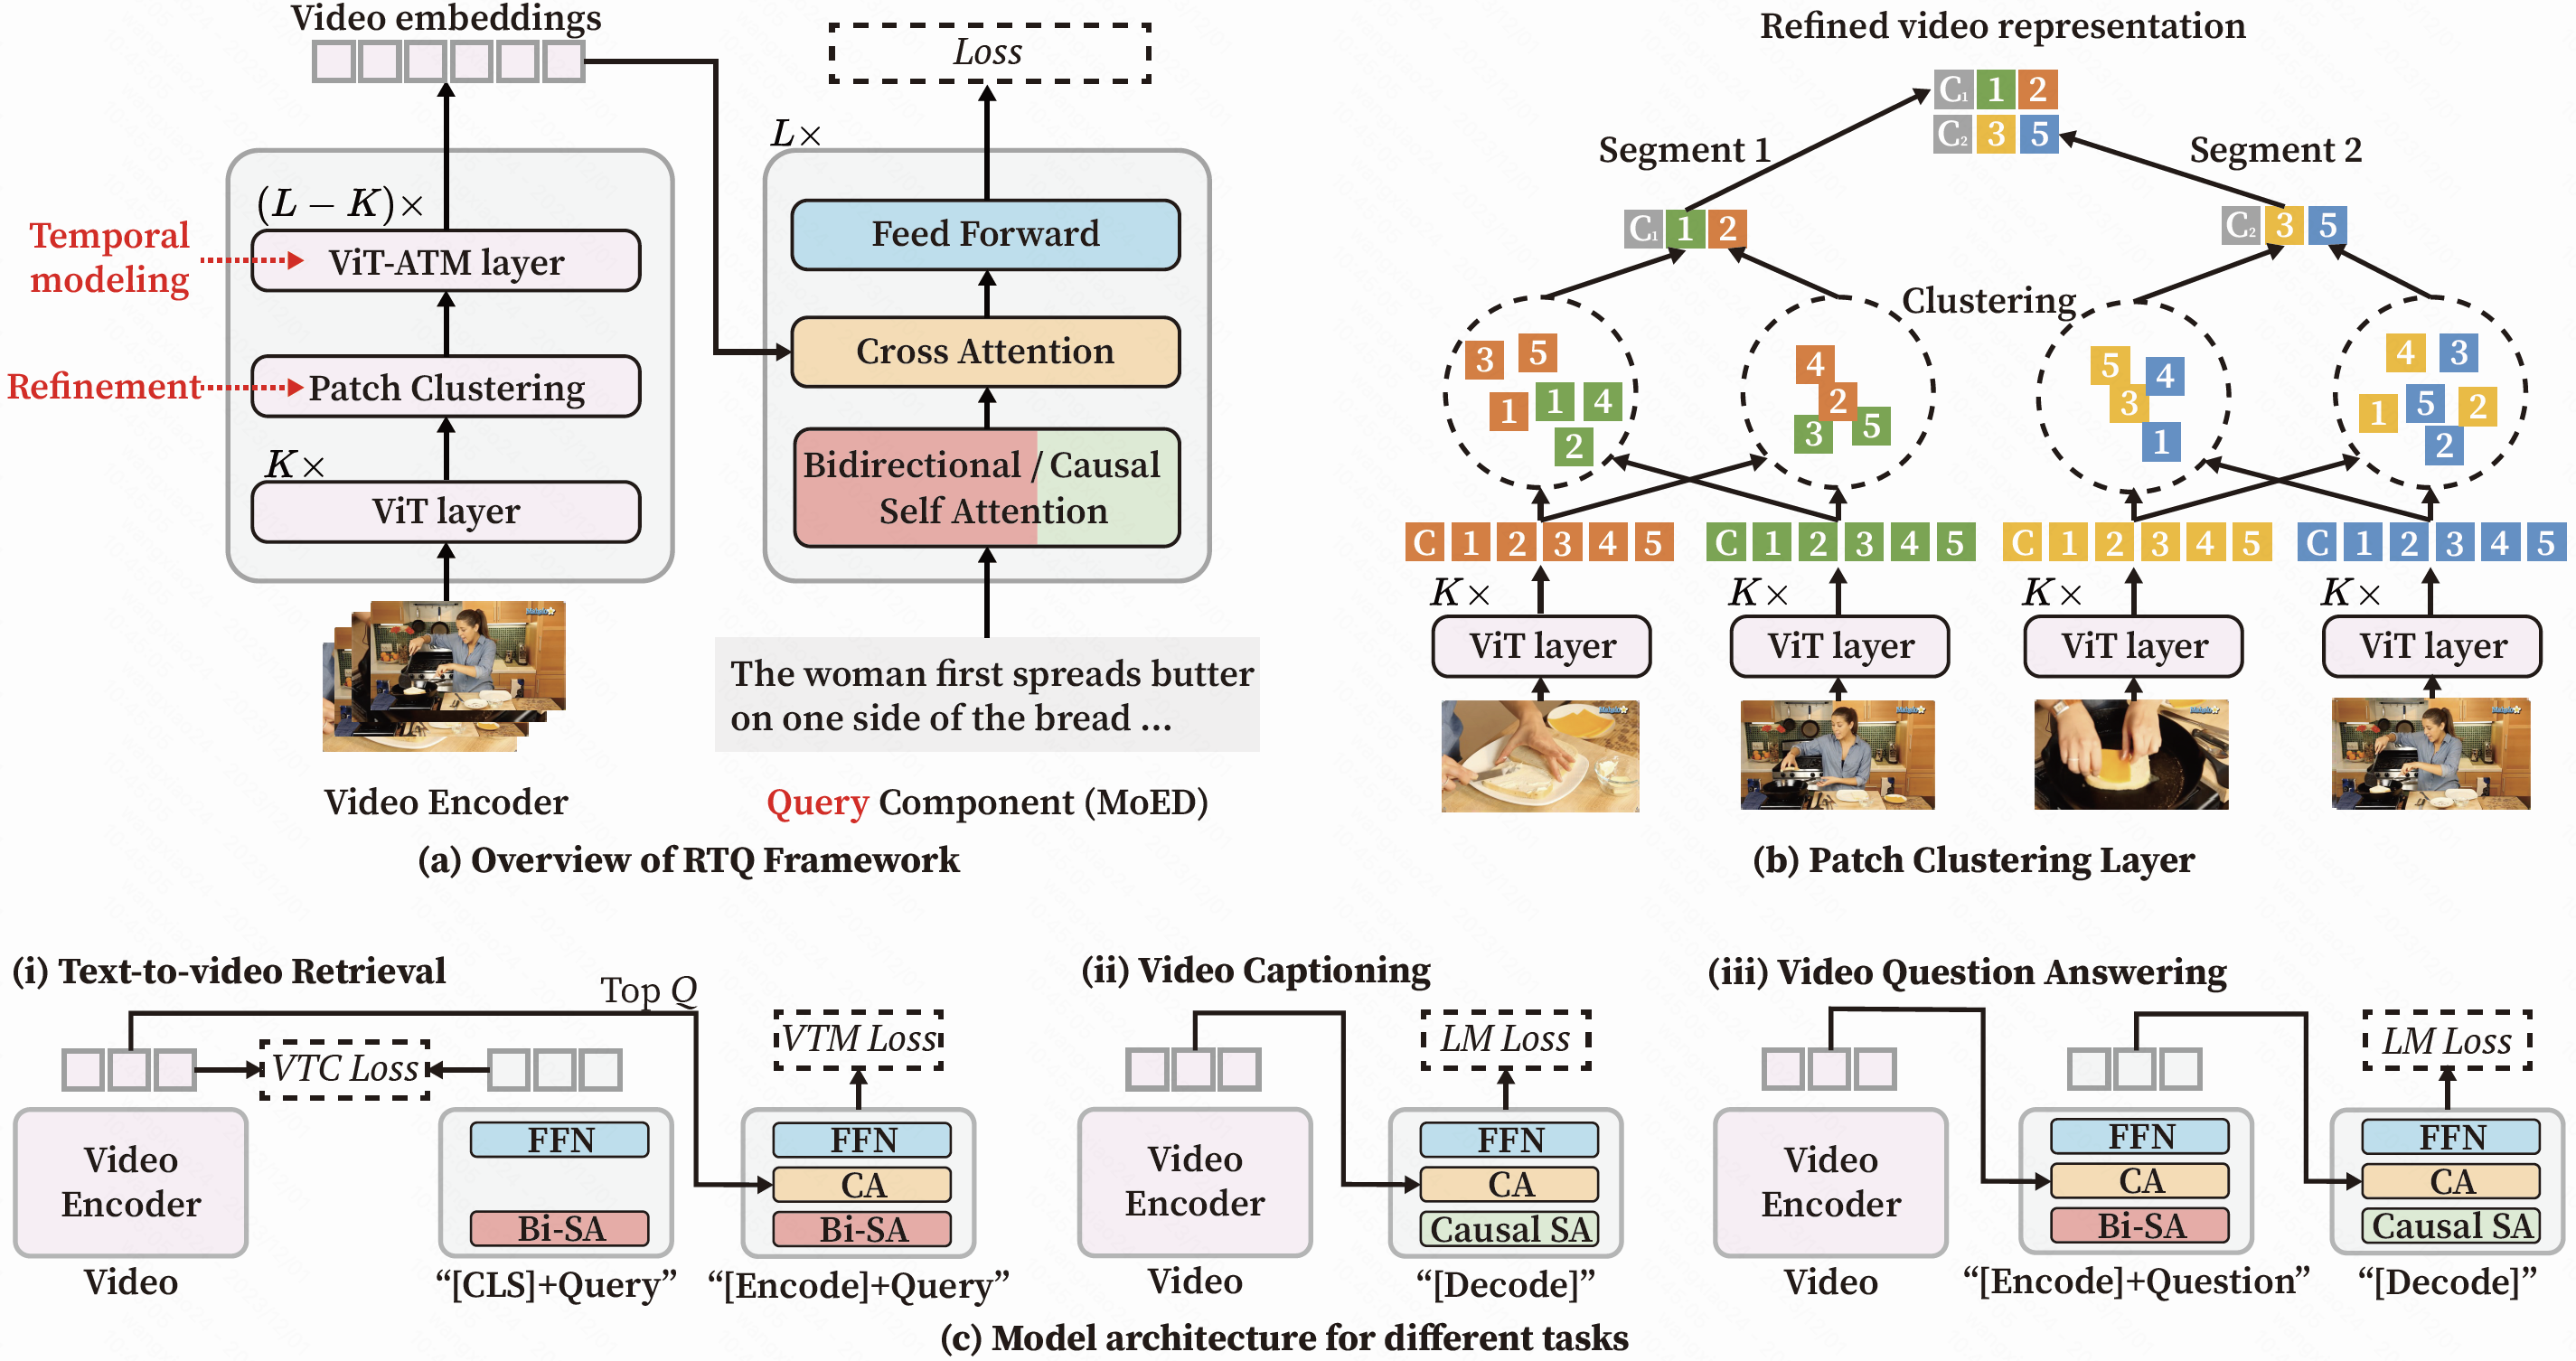 Video embeddings
Loss
L×
(L − K)×
Temporal
modeling
ViT-ATM layer
Refinement
Patch Clustering
K×
ViT layer
Feed Forward
Cross Attention
Bidirectional / Causal
Self Attention
The woman first spreads butter
on one side of the bread ...
Video Encoder
Query Component (MoED)
(a) Overview of RTQ Framework
Refined video representation
C1 1 2
C2 3 5
Segment 1
Segment 2
C1 1 2
C2 3 5
Clustering
3 5
1 1 4
2
4
2
3 5
5 4
3
1
4 3
1 5 2
2
C 1 2 3 4 5
C 1 2 3 4 5
C 1 2 3 4 5
C 1 2 3 4 5
K×
K×
K×
K×
ViT layer
ViT layer
ViT layer
ViT layer
(b) Patch Clustering Layer
(i) Text-to-video Retrieval
Top Q
VTC Loss
VTM Loss
Video
Encoder
FFN
Bi-SA
FFN
CA
Bi-SA
Video
“[CLS]+Query”
“[Encode]+Query”
(ii) Video Captioning
LM Loss
Video
Encoder
FFN
CA
Causal SA
Video
“[Decode]”
(iii) Video Question Answering
LM Loss
Video
Encoder
FFN
CA
Bi-SA
FFN
CA
Causal SA
Video
“[Encode]+Question”
“[Decode]”
(c) Model architecture for different tasks